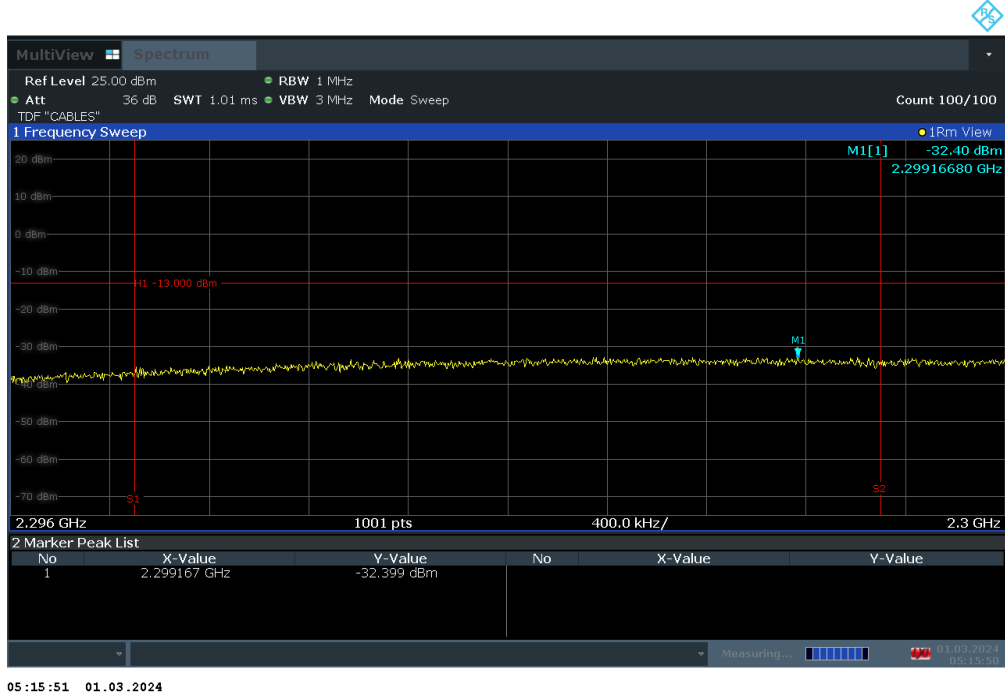 R&S
MultiView Spectrum
Ref Level 25.00 dBm RBW 1 MHz
Att 36 dB SWT 1.01 ms VBW 3 MHz Mode Sweep Count 100/100
TDF "CABLES"
1 Frequency Sweep 1Rm View
M1[1] -32.40 dBm
2.29916680 GHz
20 dBm
10 dBm
0 dBm
-10 dBm
H1 -13.000 dBm
-20 dBm
-30 dBm
M1
-40 dBm
-50 dBm
-60 dBm
-70 dBm
S1
S2
2.296 GHz 1001 pts 400.0 kHz/ 2.3 GHz
2 Marker Peak List
No X-Value Y-Value No X-Value Y-Value
1 2.299167 GHz -32.399 dBm
Measuring... 01.03.2024
05:15:50
05:15:51 01.03.2024